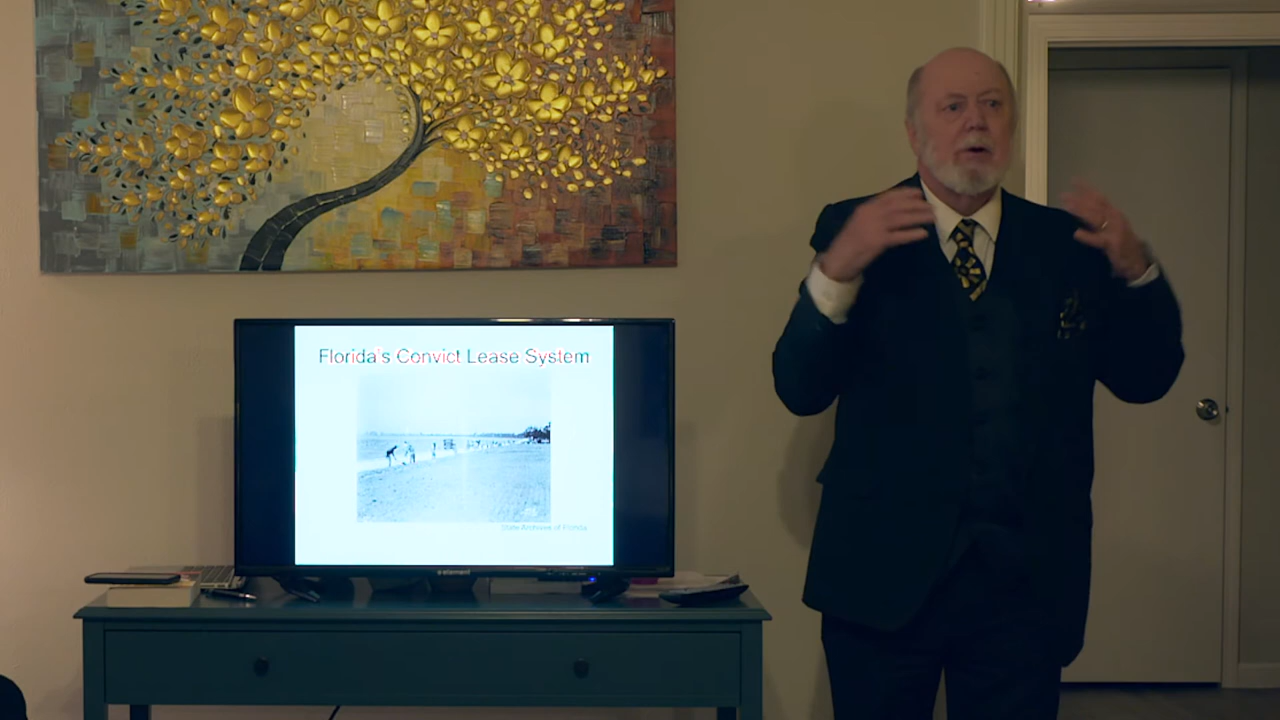 Florida's Convict Lease System
State Archives of Florida
element